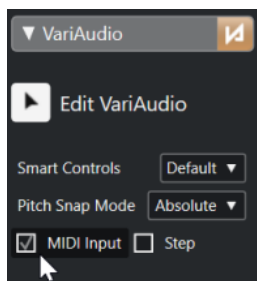 VariAudio
Edit VariAudio
Smart Controls Default
Pitch Snap Mode Absolute
MIDI Input Step